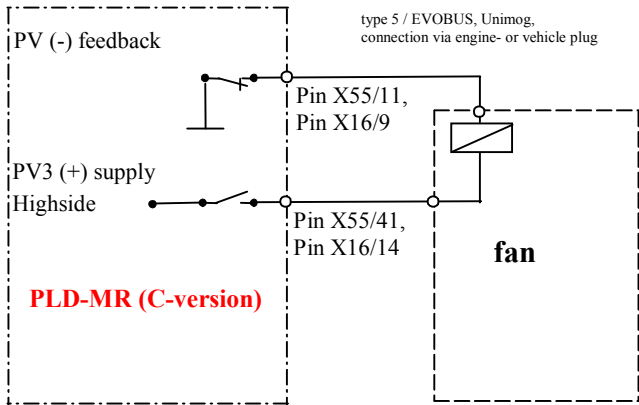 type 5 / EVOBUS, Unimog,
connection via engine- or vehicle plug
PV (-) feedback
Pin X55/11,
Pin X16/9
PV3 (+) supply
Highside
Pin X55/41,
Pin X16/14
fan
PLD-MR (C-version)